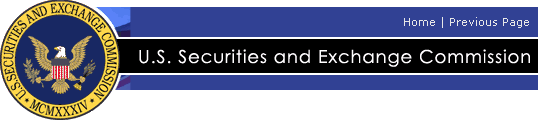 Home | Previous Page
U.S. SECURITIES AND EXCHANGE COMMISSION
MCMXXXIV
U.S. Securities and Exchange Commission